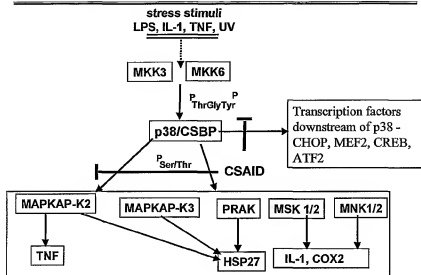 stress stimuli
LPS, IL-1, TNF, UV
MKK3 MKK6
P ThrGlyTyr P
p38/CSBP
Transcription factors
downstream of p38 -
CHOP, MEF2, CREB,
ATF2
P Ser/Thr
CSAID
MAPKAP-K2 MAPKAP-K3 PRAK MSK 1/2 MNK1/2
TNF HSP27 IL-1, COX2